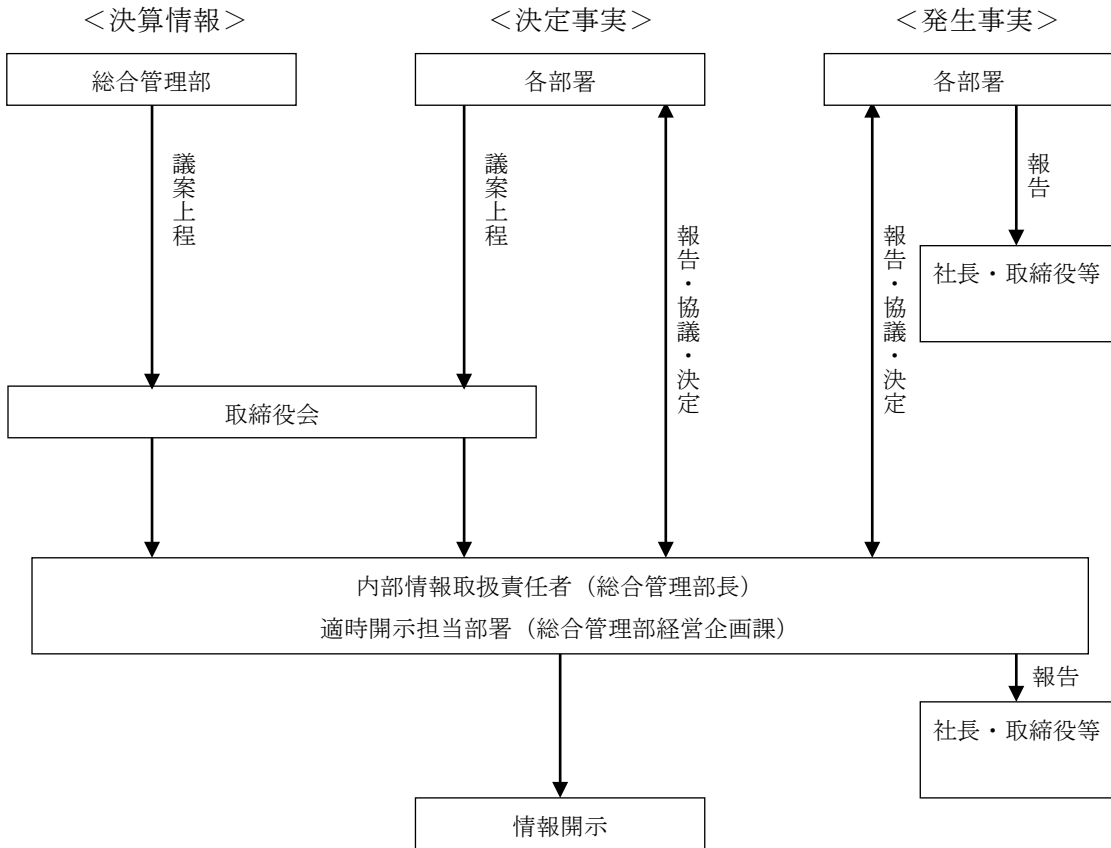 ＜決算情報＞
＜決定事実＞
＜発生事実＞
総合管理部
各部署
各部署
議案上程
議案上程
報告・協議・決定
報告・協議・決定
報告
社長・取締役等
取締役会
内部情報取扱責任者（総合管理部長）
適時開示担当部署（総合管理部経営企画課）
報告
社長・取締役等
情報開示